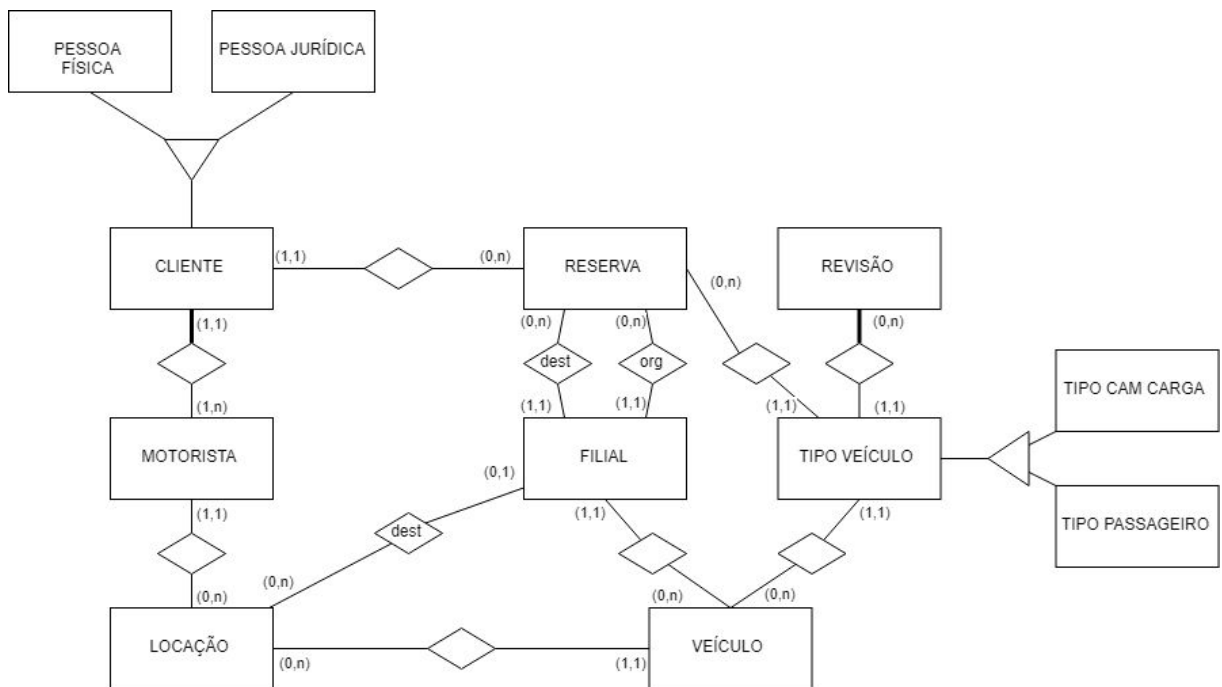 PESSOA
FÍSICA
PESSOA JURÍDICA
CLIENTE
(1,1)
(0,n)
RESERVA
REVISÃO
(0,n)
(1,1)
(0,n)
(0,n)
(0,n)
dest
org
TIPO CAM CARGA
(1,n)
(1,1)
(1,1)
(1,1)
(1,1)
MOTORISTA
FILIAL
TIPO VEÍCULO
(0,1)
(1,1)
(1,1)
(1,1)
TIPO PASSAGEIRO
dest
(0,n)
(0,n)
(0,n)
(0,n)
LOCAÇÃO
VEÍCULO
(0,n)
(1,1)